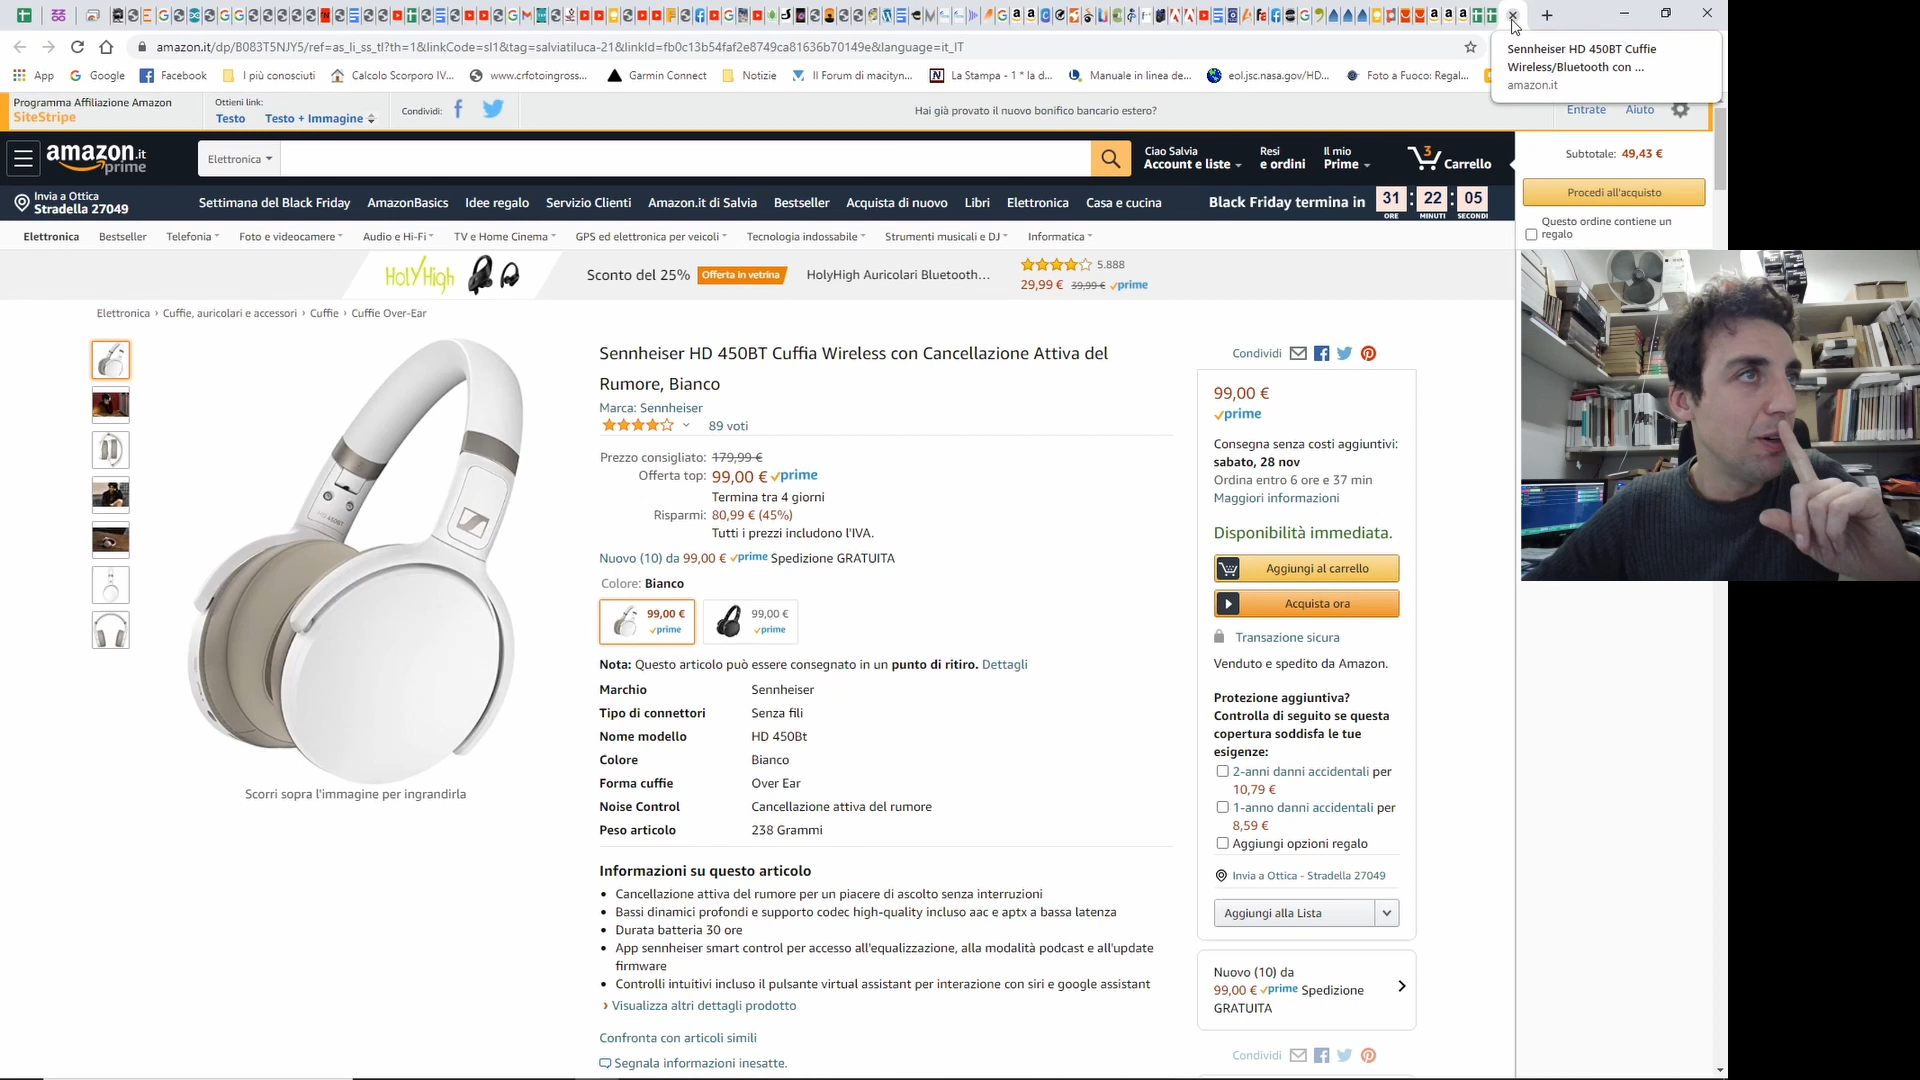 Sennheiser HD 450BT Cuffie
Wireless/Bluetooth con ...
amazon.it
amazon.it/dp/B083T5NJY5/ref=as_li_ss_tl?th=1&linkCode=sl1&tag=salviatiluca-21&linkId=fb0c13b54faf2e8749ca81636b70149e&language=it_IT
App Google Facebook I più conosciuti Calcolo Scorporo IV... www.crfotoingross... Garmin Connect Notizie Il Forum di macityn... La Stampa - 1 * la d... Manuale in linea de... eol.jsc.nasa.gov/HD... Foto a Fuoco: Regal...
Programma Affiliazione Amazon
SiteStripe
Ottieni link:
Testo Testo + Immagine
Condividi:
Hai già provato il nuovo bonifico bancario estero?
Entrate Aiuto
amazon.it
prime
Elettronica
Ciao Salvia
Account e liste
Resi
e ordini
Il mio
Prime
3
Carrello
Subtotale: 49,43 €
Procedi all'acquisto
Questo ordine contiene un
regalo
Invia a Ottica
Stradella 27049
Settimana del Black Friday AmazonBasics Idee regalo Servizio Clienti Amazon.it di Salvia Bestseller Acquista di nuovo Libri Elettronica Casa e cucina
Black Friday termina in 31 : 22 : 05
ORE MINUTI SECONDI
Elettronica Bestseller Telefonia Foto e videocamere Audio e Hi-Fi TV e Home Cinema GPS ed elettronica per veicoli Tecnologia indossabile Strumenti musicali e DJ Informatica
HolyHigh
Sconto del 25% Offerta in vetrina HolyHigh Auricolari Bluetooth...
5.888
29,99 € 39,99 € prime
Elettronica › Cuffie, auricolari e accessori › Cuffie › Cuffie Over-Ear
HD 450BT
Scorri sopra l'immagine per ingrandirla
Sennheiser HD 450BT Cuffia Wireless con Cancellazione Attiva del
Rumore, Bianco
Marca: Sennheiser
89 voti
Prezzo consigliato: 179,99 €
Offerta top: 99,00 € prime
Termina tra 4 giorni
Risparmi: 80,99 € (45%)
Tutti i prezzi includono l'IVA.
Nuovo (10) da 99,00 € prime Spedizione GRATUITA
Colore: Bianco
99,00 €
prime
99,00 €
prime
Nota: Questo articolo può essere consegnato in un punto di ritiro. Dettagli
Marchio Sennheiser
Tipo di connettori Senza fili
Nome modello HD 450Bt
Colore Bianco
Forma cuffie Over Ear
Noise Control Cancellazione attiva del rumore
Peso articolo 238 Grammi
Informazioni su questo articolo
• Cancellazione attiva del rumore per un piacere di ascolto senza interruzioni
• Bassi dinamici profondi e supporto codec high-quality incluso aac e aptx a bassa latenza
• Durata batteria 30 ore
• App sennheiser smart control per accesso all'equalizzazione, alla modalità podcast e all'update
firmware
• Controlli intuitivi incluso il pulsante virtual assistant per interazione con siri e google assistant
› Visualizza altri dettagli prodotto
Confronta con articoli simili
Segnala informazioni inesatte.
Condividi
99,00 €
prime
Consegna senza costi aggiuntivi:
sabato, 28 nov
Ordina entro 6 ore e 37 min
Maggiori informazioni
Disponibilità immediata.
Aggiungi al carrello
Acquista ora
Transazione sicura
Venduto e spedito da Amazon.
Protezione aggiuntiva?
Controlla di seguito se questa
copertura soddisfa le tue
esigenze:
2-anni danni accidentali per
10,79 €
1-anno danni accidentali per
8,59 €
Aggiungi opzioni regalo
Invia a Ottica - Stradella 27049
Aggiungi alla Lista
Nuovo (10) da
99,00 € prime Spedizione
GRATUITA
Condividi